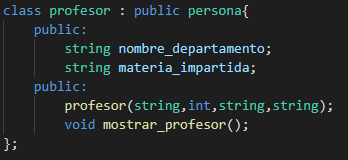 class profesor : public persona{
    public:
        string nombre_departamento;
        string materia_impartida;
    public:
        profesor(string,int,string,string);
        void mostrar_profesor();
};